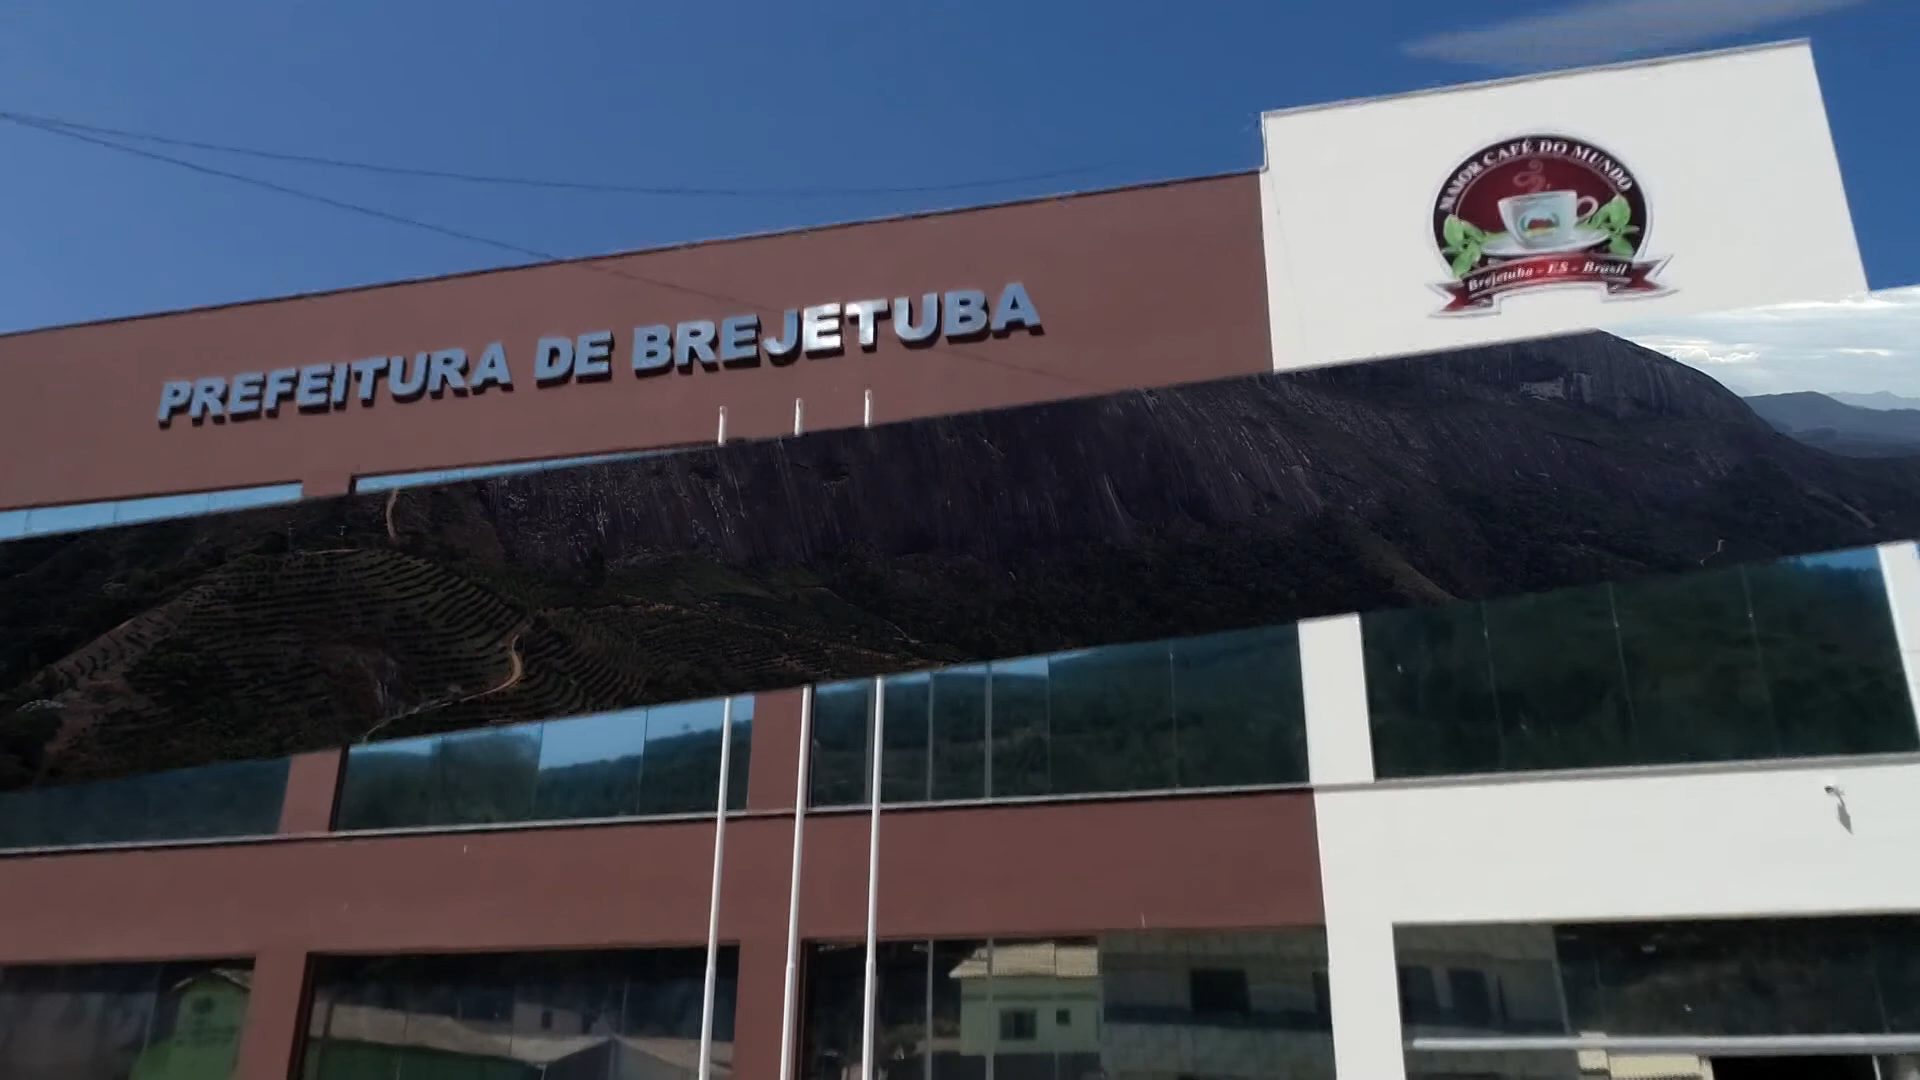 PREFEITURA DE BREJETUBA
MAIOR CAFÉ DO MUNDO
Brejetuba - ES - Brasil